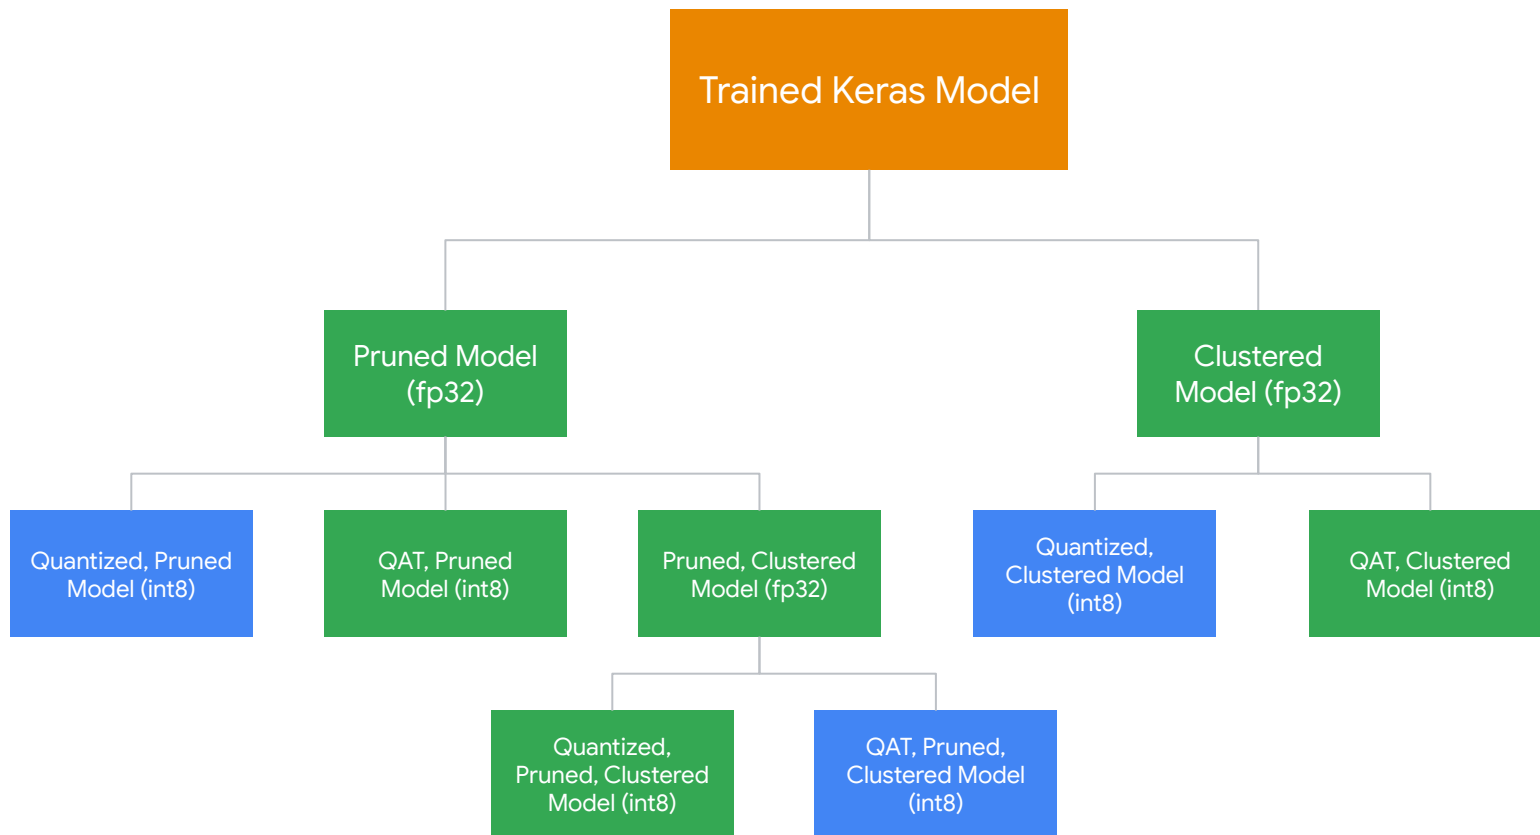 Trained Keras Model
Pruned Model
(fp32)
Clustered
Model (fp32)
Quantized, Pruned
Model (int8)
QAT, Pruned
Model (int8)
Pruned, Clustered
Model (fp32)
Quantized,
Clustered Model
(int8)
QAT, Clustered
Model (int8)
Quantized,
Pruned, Clustered
Model (int8)
QAT, Pruned,
Clustered Model
(int8)